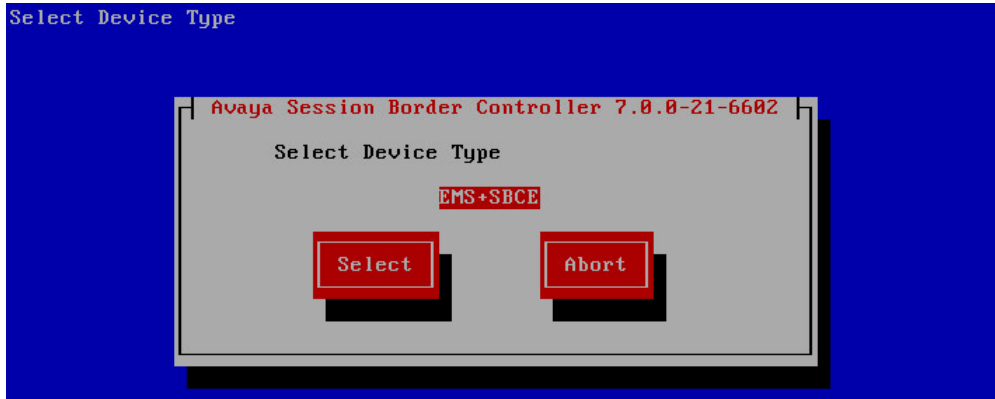 Select Device Type
Avaya Session Border Controller 7.0.0-21-6602
Select Device Type
EMS+SBCE
Select Abort